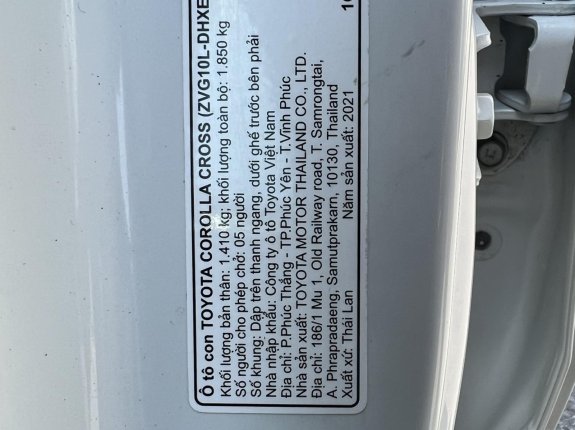 Ô tô con TOYOTA COROLLA CROSS (ZVG10L-DHXE
Khối lượng bản thân: 1.410 kg; khối lượng toàn bộ: 1.850 kg
Số người cho phép chở: 05 người
Số khung: Dập trên thanh ngang, dưới ghế trước bên phải
Nhà nhập khẩu: Công ty ô tô Toyota Việt Nam
Địa chỉ: P.Phúc Thắng - TP.Phúc Yên - T.Vĩnh Phúc
Nhà sản xuất: TOYOTA MOTOR THAILAND CO., LTD.
Địa chỉ: 186/1 Mu 1, Old Railway road, T. Samrongtai,
A. Phrapradaeng, Samutprakarn, 10130, Thailand
Xuất xứ: Thái Lan Năm sản xuất: 2021